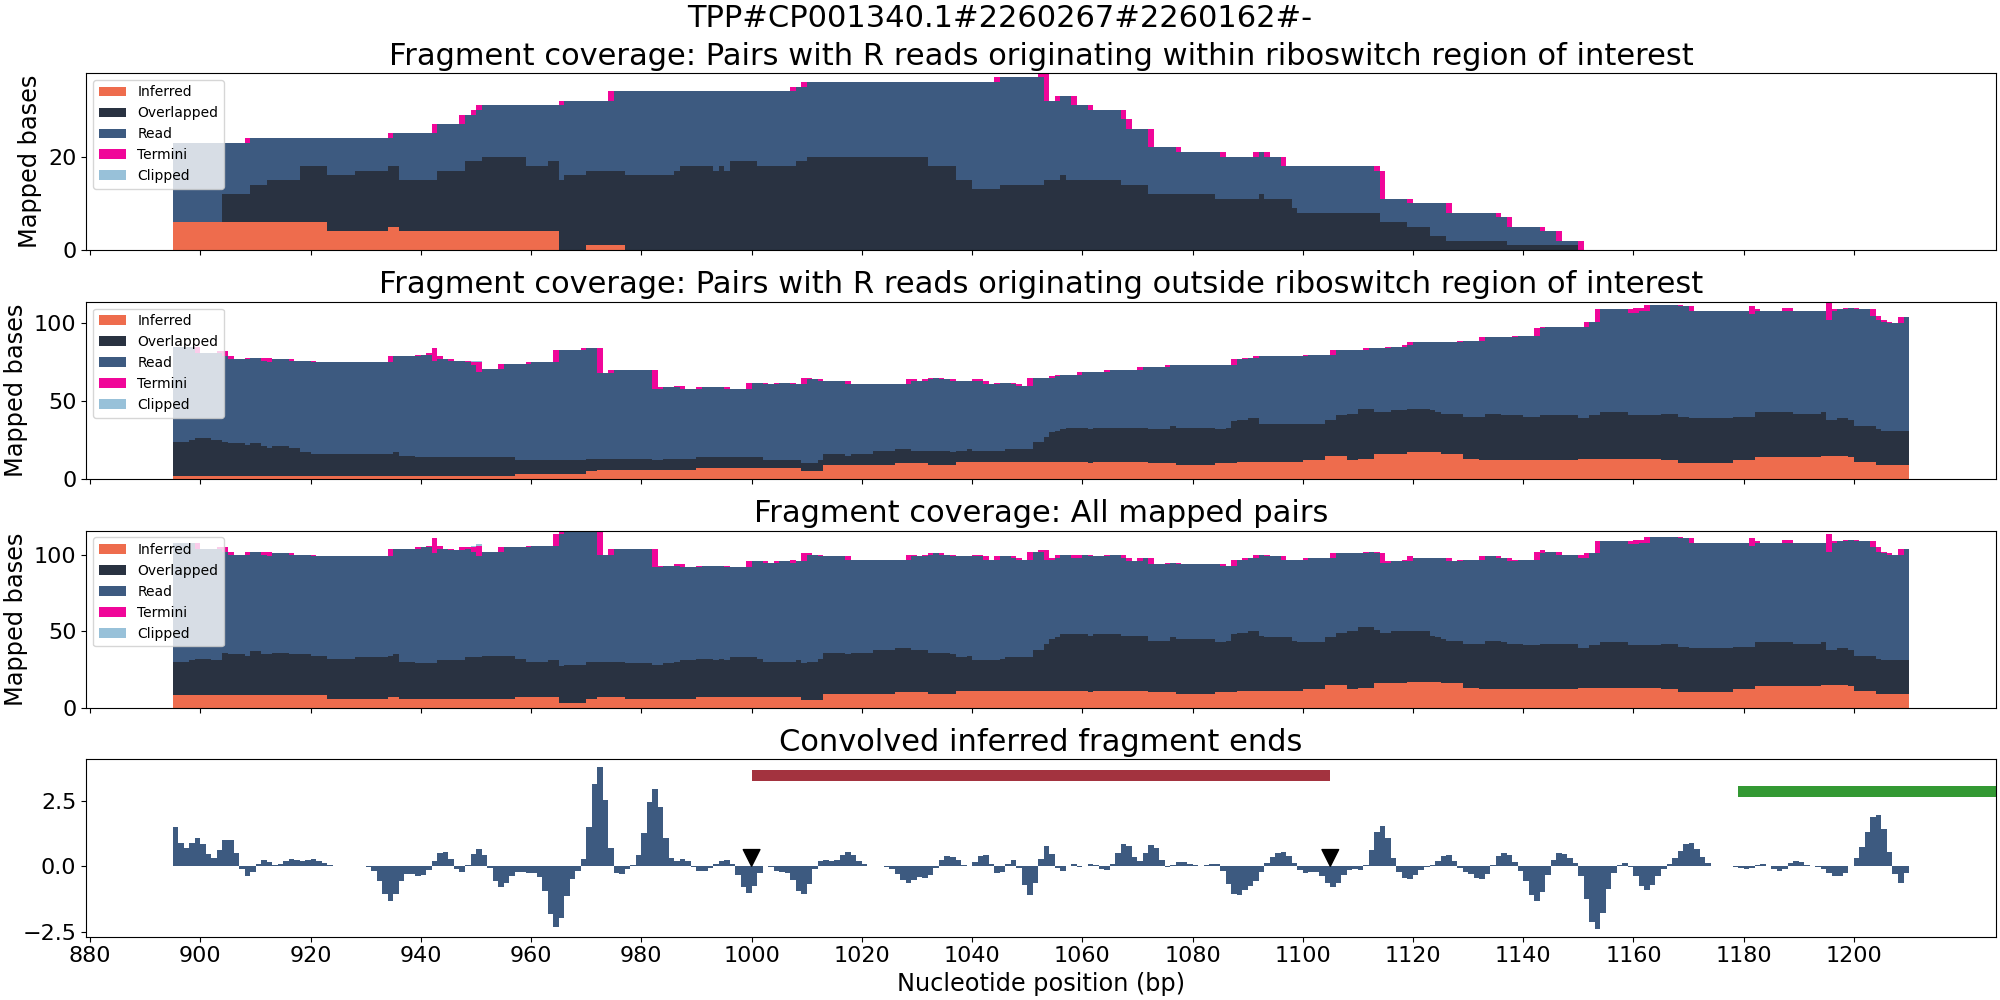 TPP#CP001340.1#2260267#2260162#-
Fragment coverage: Pairs with R reads originating within riboswitch region of interest
Mapped bases
20
0
Inferred
Overlapped
Read
Termini
Clipped
Fragment coverage: Pairs with R reads originating outside riboswitch region of interest
Mapped bases
100
50
0
Inferred
Overlapped
Read
Termini
Clipped
Fragment coverage: All mapped pairs
Mapped bases
100
50
0
Inferred
Overlapped
Read
Termini
Clipped
Convolved inferred fragment ends
2.5
0.0
−2.5
880 900 920 940 960 980 1000 1020 1040 1060 1080 1100 1120 1140 1160 1180 1200
Nucleotide position (bp)